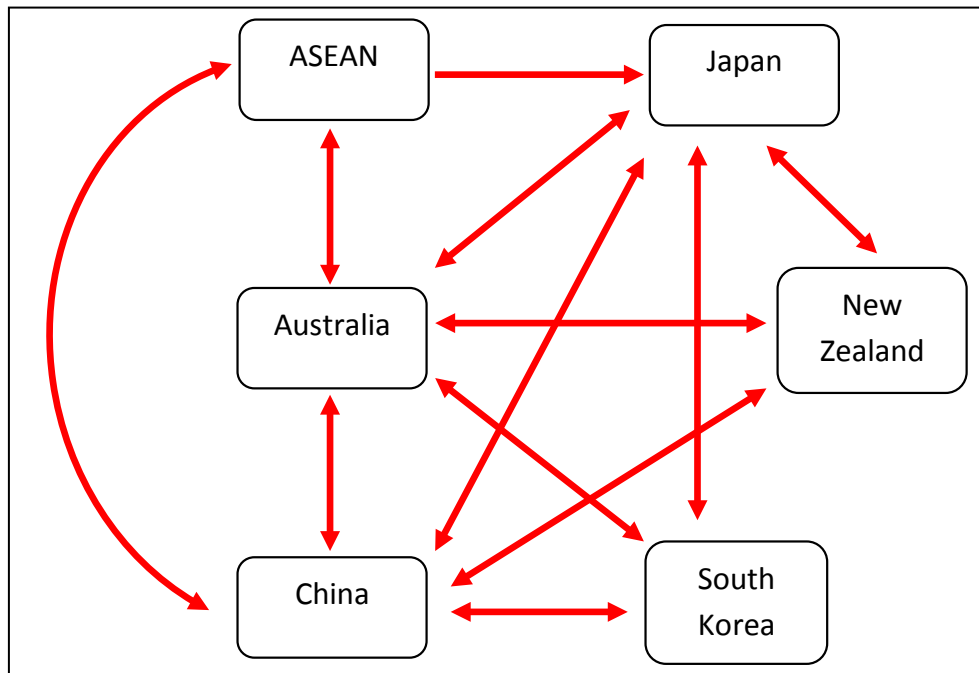 ASEAN
Japan
Australia
New
Zealand
China
South
Korea